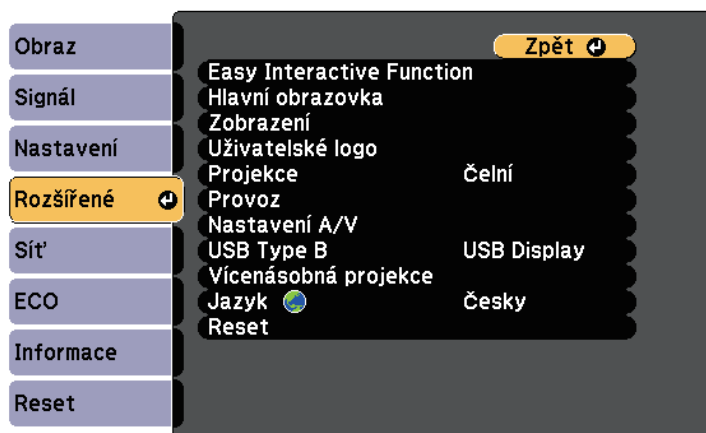 Obraz
Signál
Nastavení
Rozšířené
Síť
ECO
Informace
Reset
Zpět
Easy Interactive Function
Hlavní obrazovka
Zobrazení
Uživatelské logo
Projekce Čelní
Provoz
Nastavení A/V
USB Type B USB Display
Vícenásobná projekce
Jazyk Česky
Reset